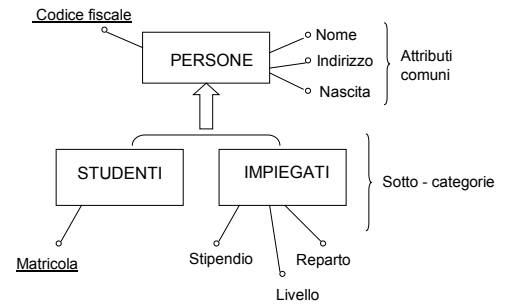 Codice fiscale
Nome
PERSONE
Indirizzo
Attributi
comuni
Nascita
STUDENTI
IMPIEGATI
Sotto - categorie
Matricola
Stipendio
Reparto
Livello